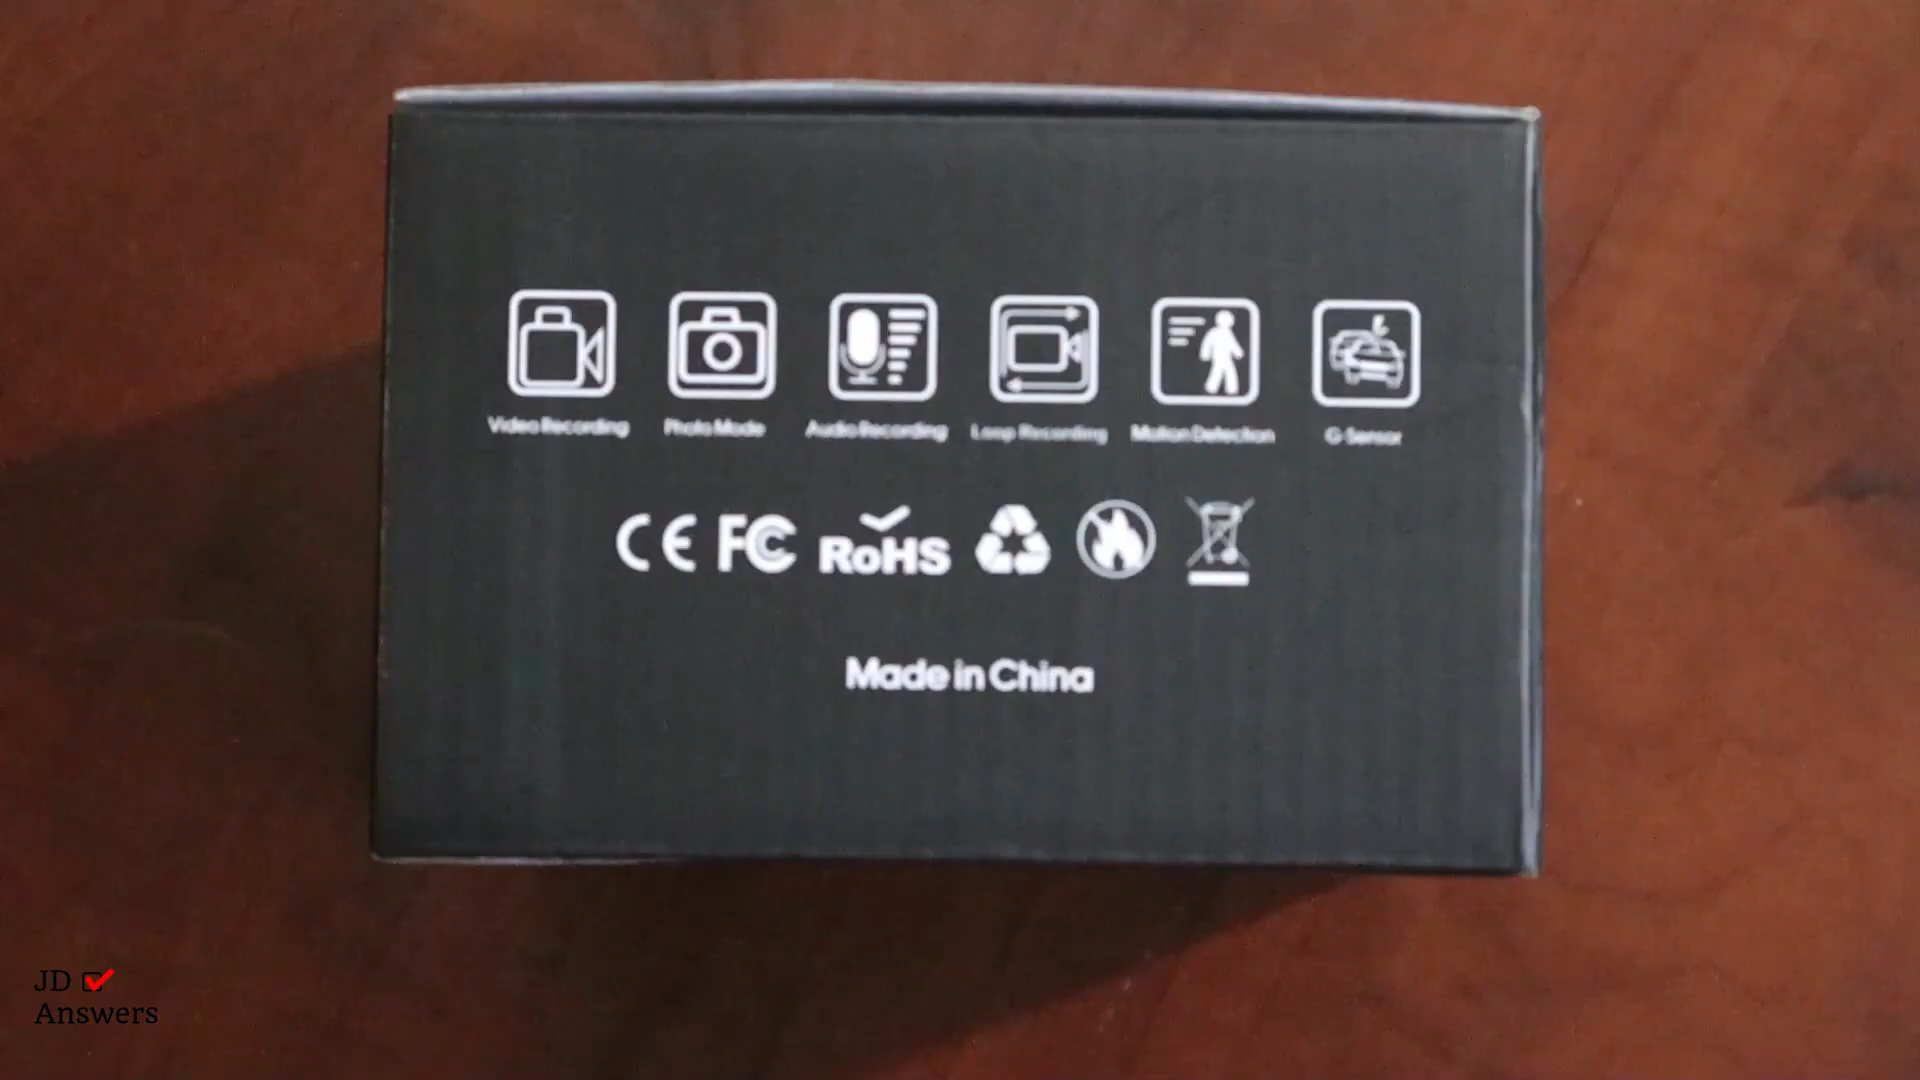 Video Recording Photo Mode Audio Recording Loop Recording Motion Detection G-Sensor
CE FC RoHS
Made in China
JD
Answers